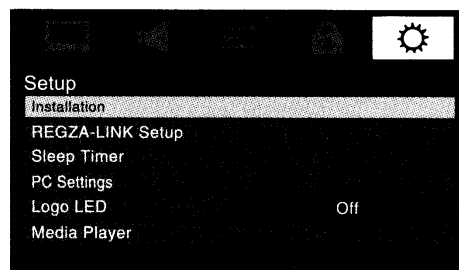 Setup
Installation
REGZA-LINK Setup
Sleep Timer
PC Settings
Logo LED Off
Media Player